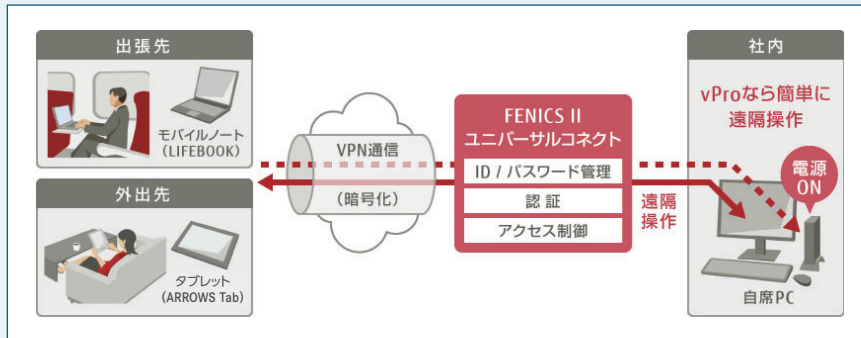 出張先
モバイルノート
(LIFEBOOK)
外出先
タブレット
(ARROWS Tab)
VPN通信
(暗号化)
FENICS II
ユニバーサルコネクト
ID / パスワード管理
認 証
アクセス制御
遠隔
操作
社内
vProなら簡単に
遠隔操作
電源
ON
自席PC